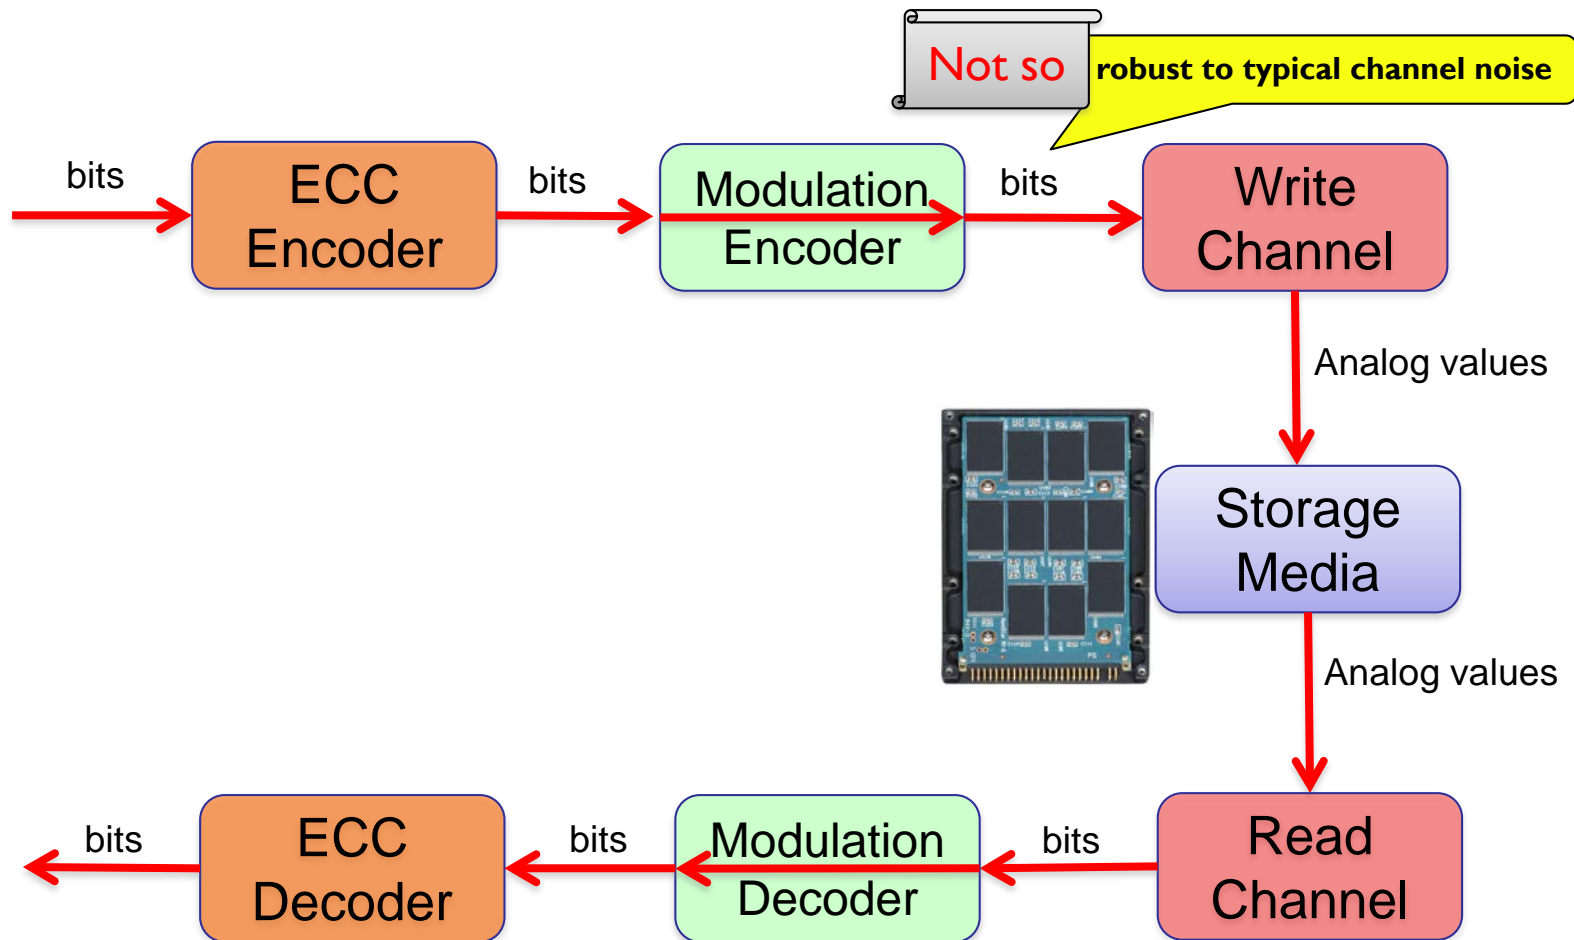 Not so robust to typical channel noise
bits
ECC
Encoder
bits
Modulation
Encoder
bits
Write
Channel
Analog values
Storage
Media
Analog values
bits
ECC
Decoder
bits
Modulation
Decoder
bits
Read
Channel